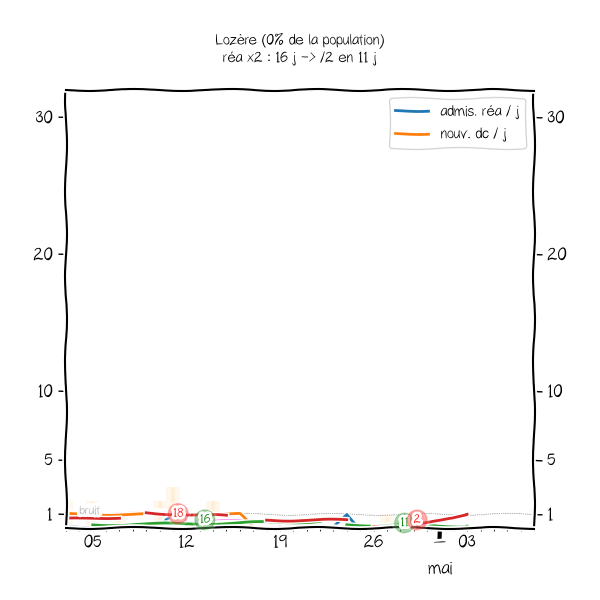 Lozère (0% de la population)
réa x2 : 16 j -> /2 en 11 j
admis. réa / j
nouv. dc / j
30 30
20 20
10 10
5 5
1 1
bruit
18 16 11 2
05 12 19 26 03
mai